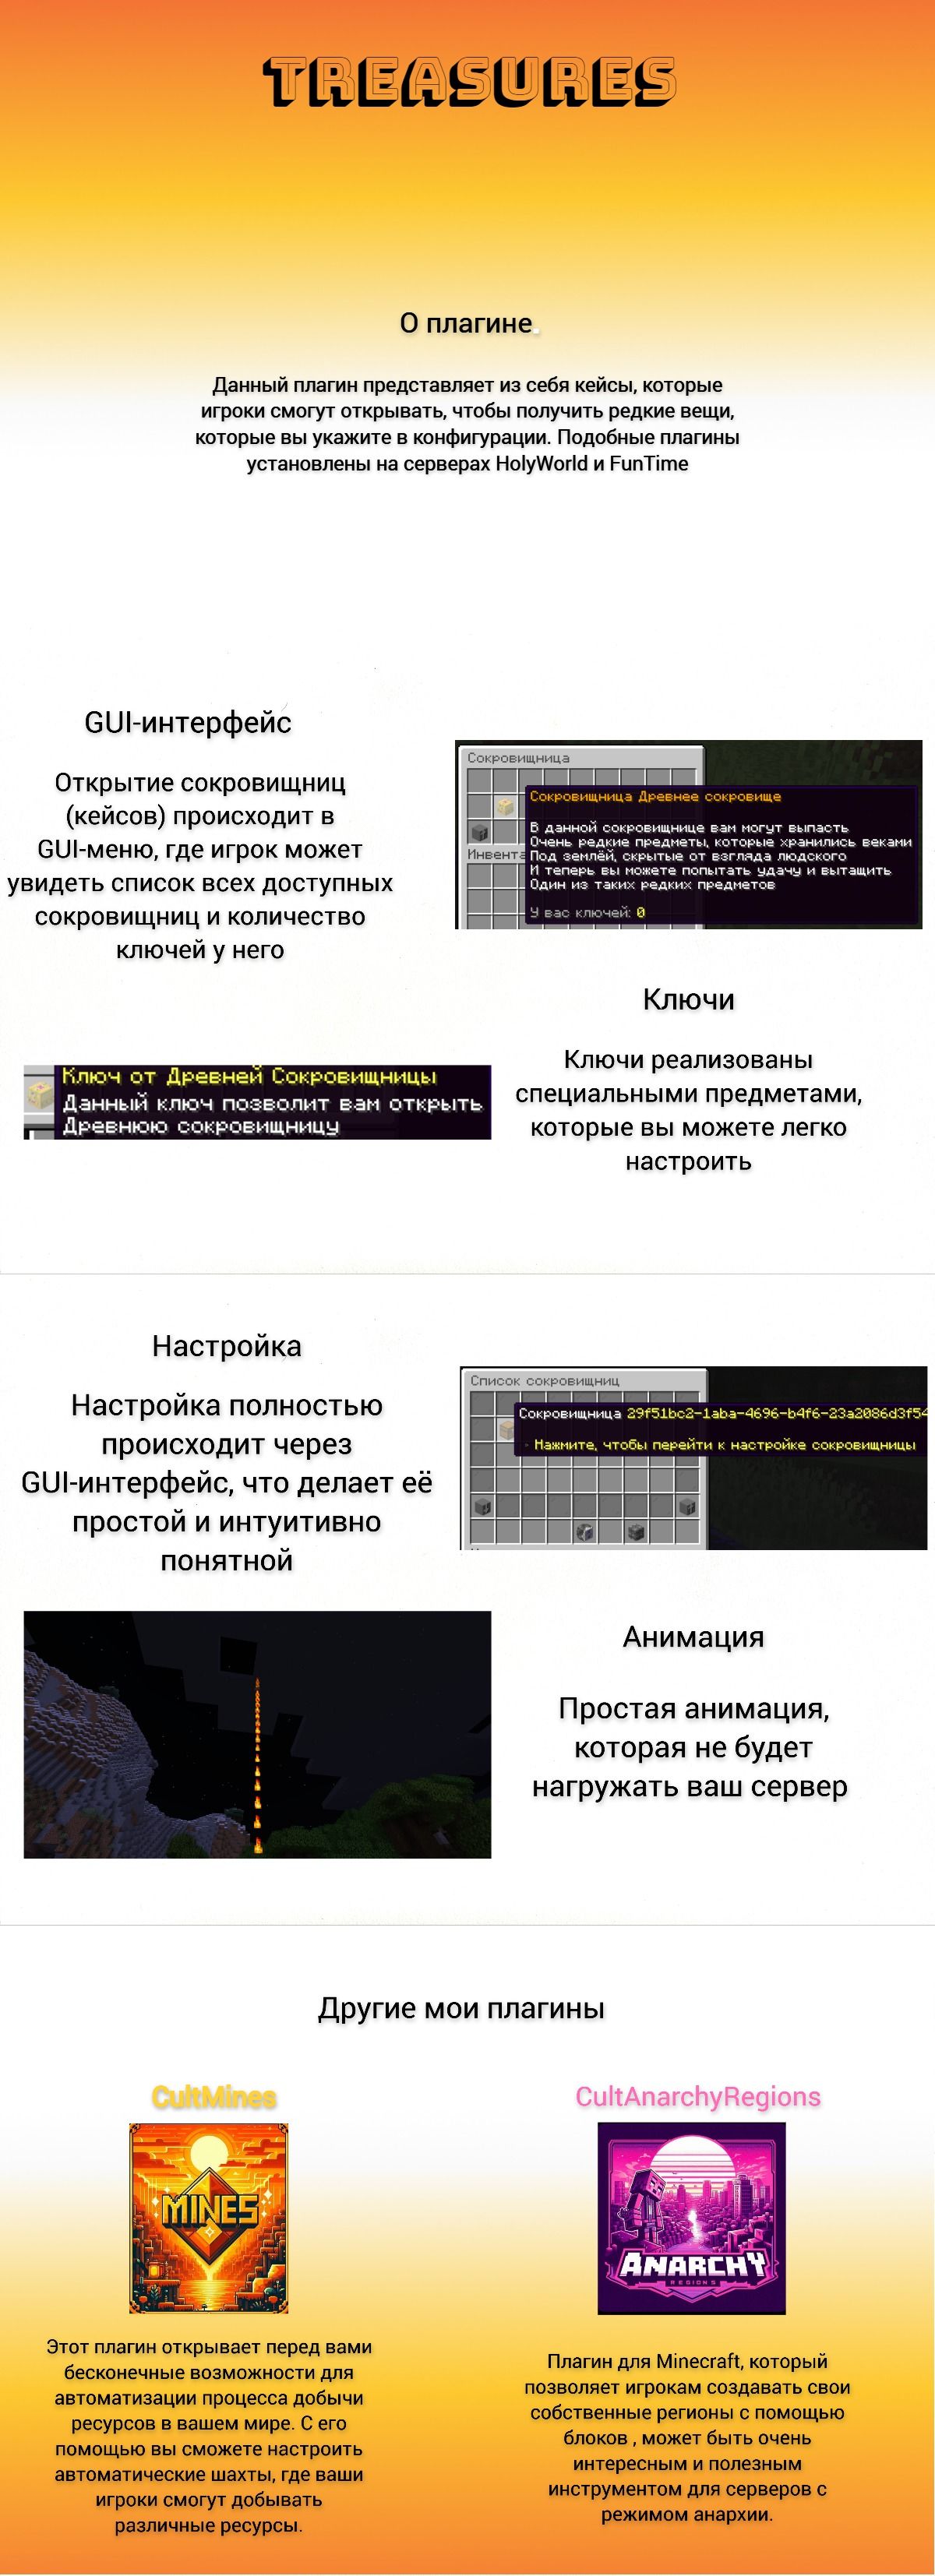 TREASURES
О плагине.
Данный плагин представляет из себя кейсы, которые
игроки смогут открывать, чтобы получить редкие вещи,
которые вы укажите в конфигурации. Подобные плагины
установлены на серверах HolyWorld и FunTime
GUI-интерфейс
Открытие сокровищниц
(кейсов) происходит в
GUI-меню, где игрок может
увидеть список всех доступных
сокровищниц и количество
ключей у него
Сокровищница
Сокровищница Древнее сокровище
В данной сокровищнице вам могут выпасть
Очень редкие предметы, которые хранились веками
Под землёй, скрытые от взгляда людского
И теперь вы можете попытать удачу и вытащить
Один из таких редких предметов
У вас ключей: 0
Инвента
Ключи
Ключи реализованы
специальными предметами,
которые вы можете легко
настроить
Ключ от Древней Сокровищницы
Данный ключ позволит вам открыть
Древнюю сокровищницу
Настройка
Настройка полностью
происходит через
GUI-интерфейс, что делает её
простой и интуитивно
понятной
Список сокровищниц
Сокровищница 29f51bc2-1aba-4696-b4f6-23a2086d3f54
- Нажмите, чтобы перейти к настройке сокровищницы
Анимация
Простая анимация,
которая не будет
нагружать ваш сервер
Другие мои плагины
CultMines
MINES
Этот плагин открывает перед вами
бесконечные возможности для
автоматизации процесса добычи
ресурсов в вашем мире. С его
помощью вы сможете настроить
автоматические шахты, где ваши
игроки смогут добывать
различные ресурсы.
CultAnarchyRegions
ANARCHY
REGIONS
Плагин для Minecraft, который
позволяет игрокам создавать свои
собственные регионы с помощью
блоков , может быть очень
интересным и полезным
инструментом для серверов с
режимом анархии.